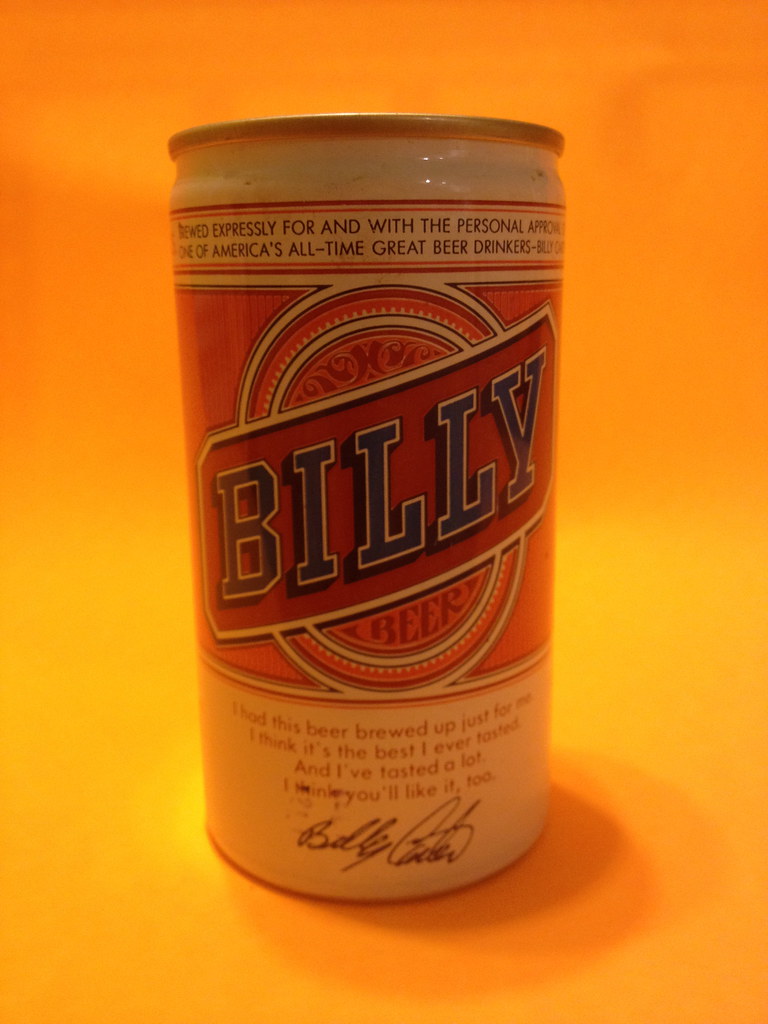 BREWED EXPRESSLY FOR AND WITH THE PERSONAL
ONE OF AMERICA'S ALL-TIME GREAT BEER DRINKERS-BILLY
BILLY
BEER
I had this beer brewed up just for me.
I think it's the best I ever tasted.
And I've tasted a lot.
I think you'll like it, too.
Billy Carter